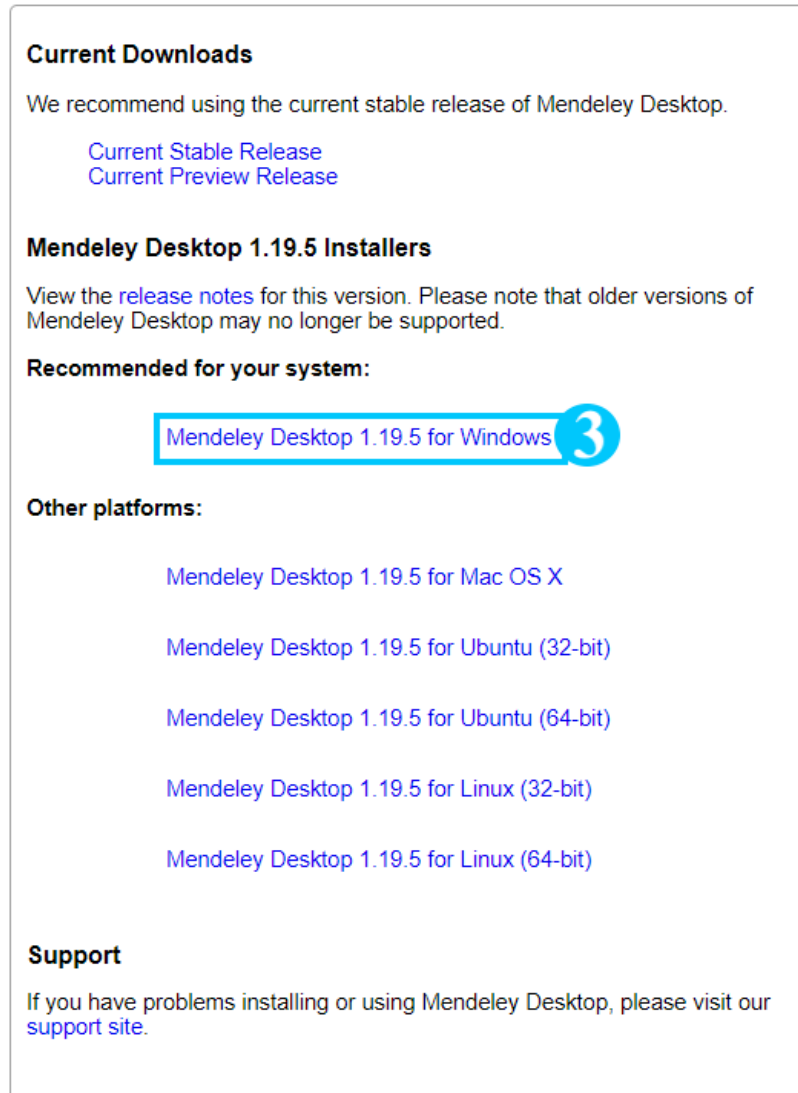 Current Downloads
We recommend using the current stable release of Mendeley Desktop.
Current Stable Release
Current Preview Release
Mendeley Desktop 1.19.5 Installers
View the release notes for this version. Please note that older versions of
Mendeley Desktop may no longer be supported.
Recommended for your system:
Mendeley Desktop 1.19.5 for Windows 3
Other platforms:
Mendeley Desktop 1.19.5 for Mac OS X
Mendeley Desktop 1.19.5 for Ubuntu (32-bit)
Mendeley Desktop 1.19.5 for Ubuntu (64-bit)
Mendeley Desktop 1.19.5 for Linux (32-bit)
Mendeley Desktop 1.19.5 for Linux (64-bit)
Support
If you have problems installing or using Mendeley Desktop, please visit our
support site.